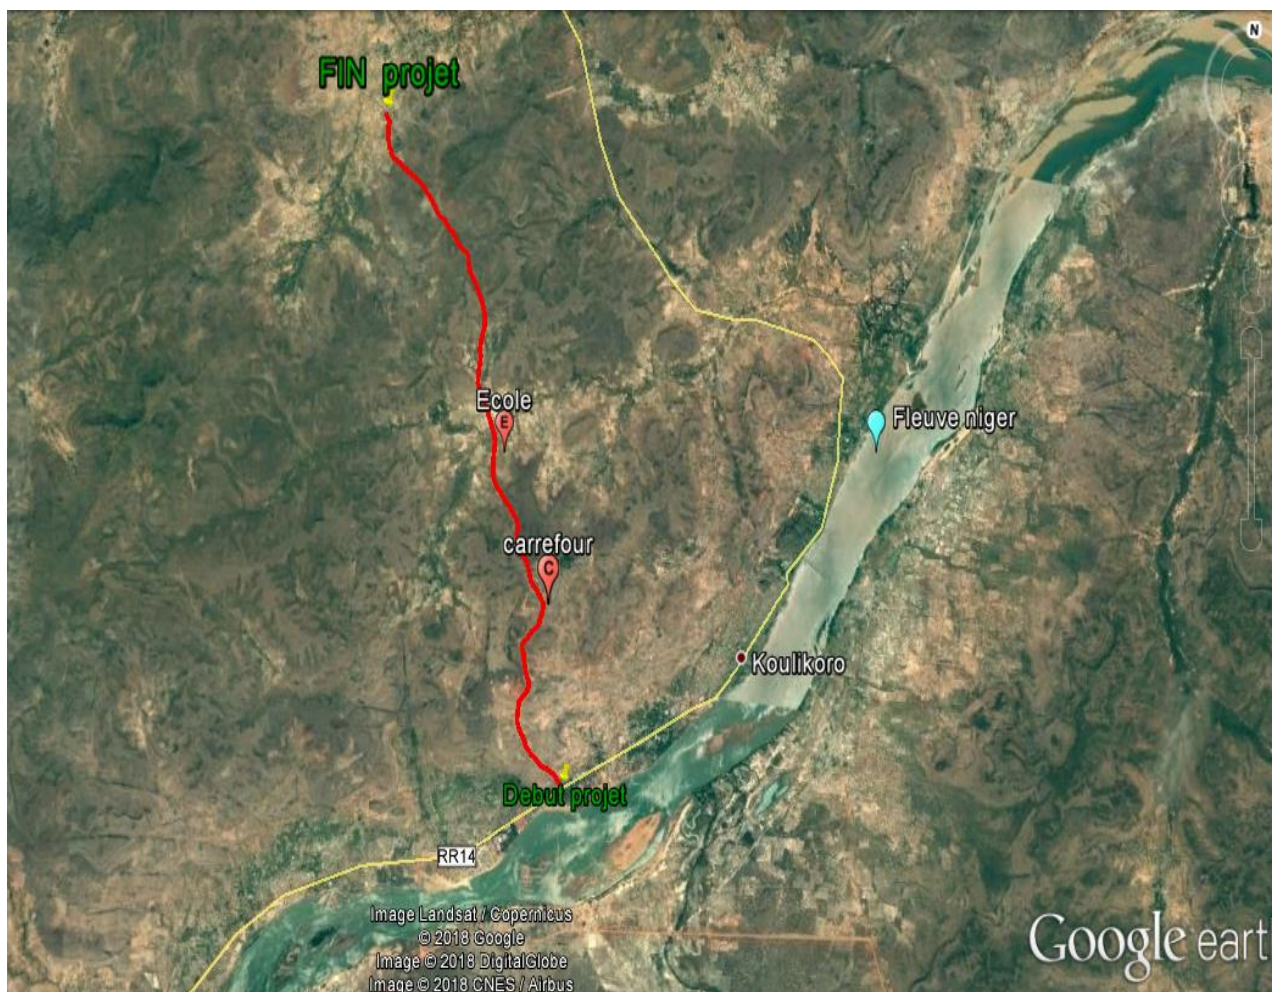 N
FIN projet
Ecole
E
Fleuve niger
carrefour
C
Koulikoro
Debut projet
RR14
Image Landsat / Copernicus
© 2018 Google
Image © 2018 DigitalGlobe
Image © 2018 CNES / Airbus
Google eart